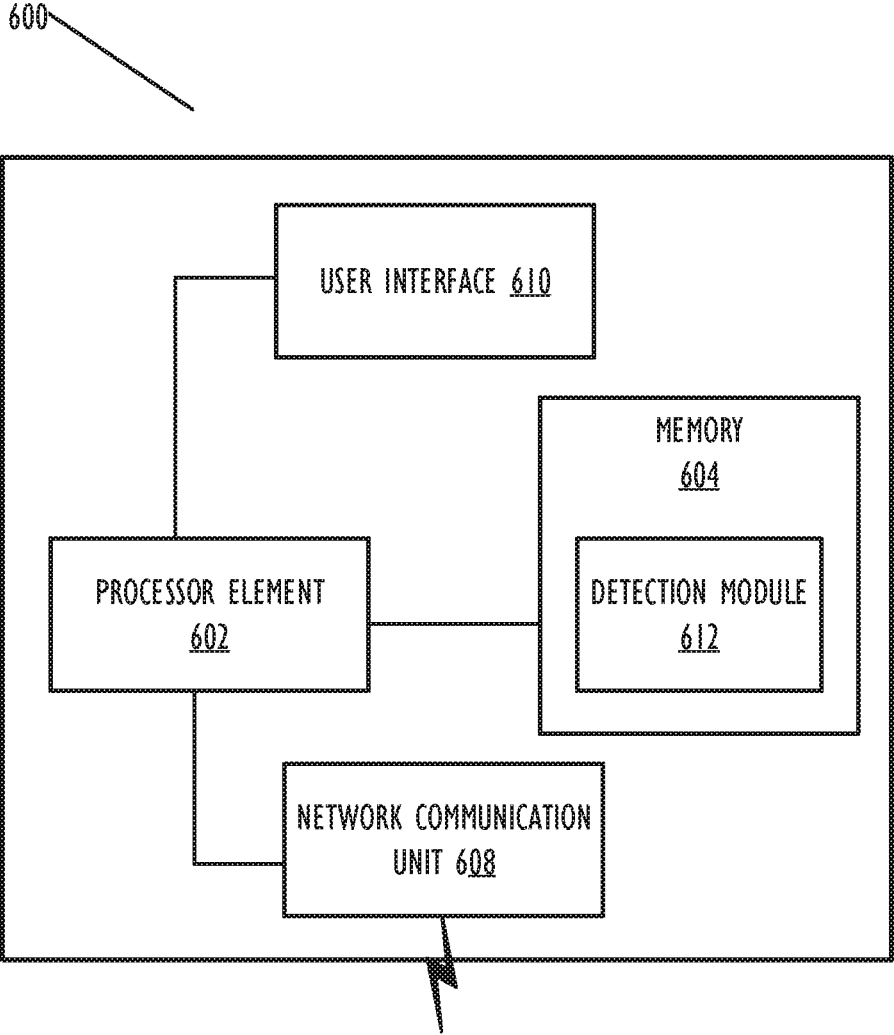 600
USER INTERFACE 610
MEMORY
604
PROCESSOR ELEMENT
602
DETECTION MODULE
612
NETWORK COMMUNICATION
UNIT 608